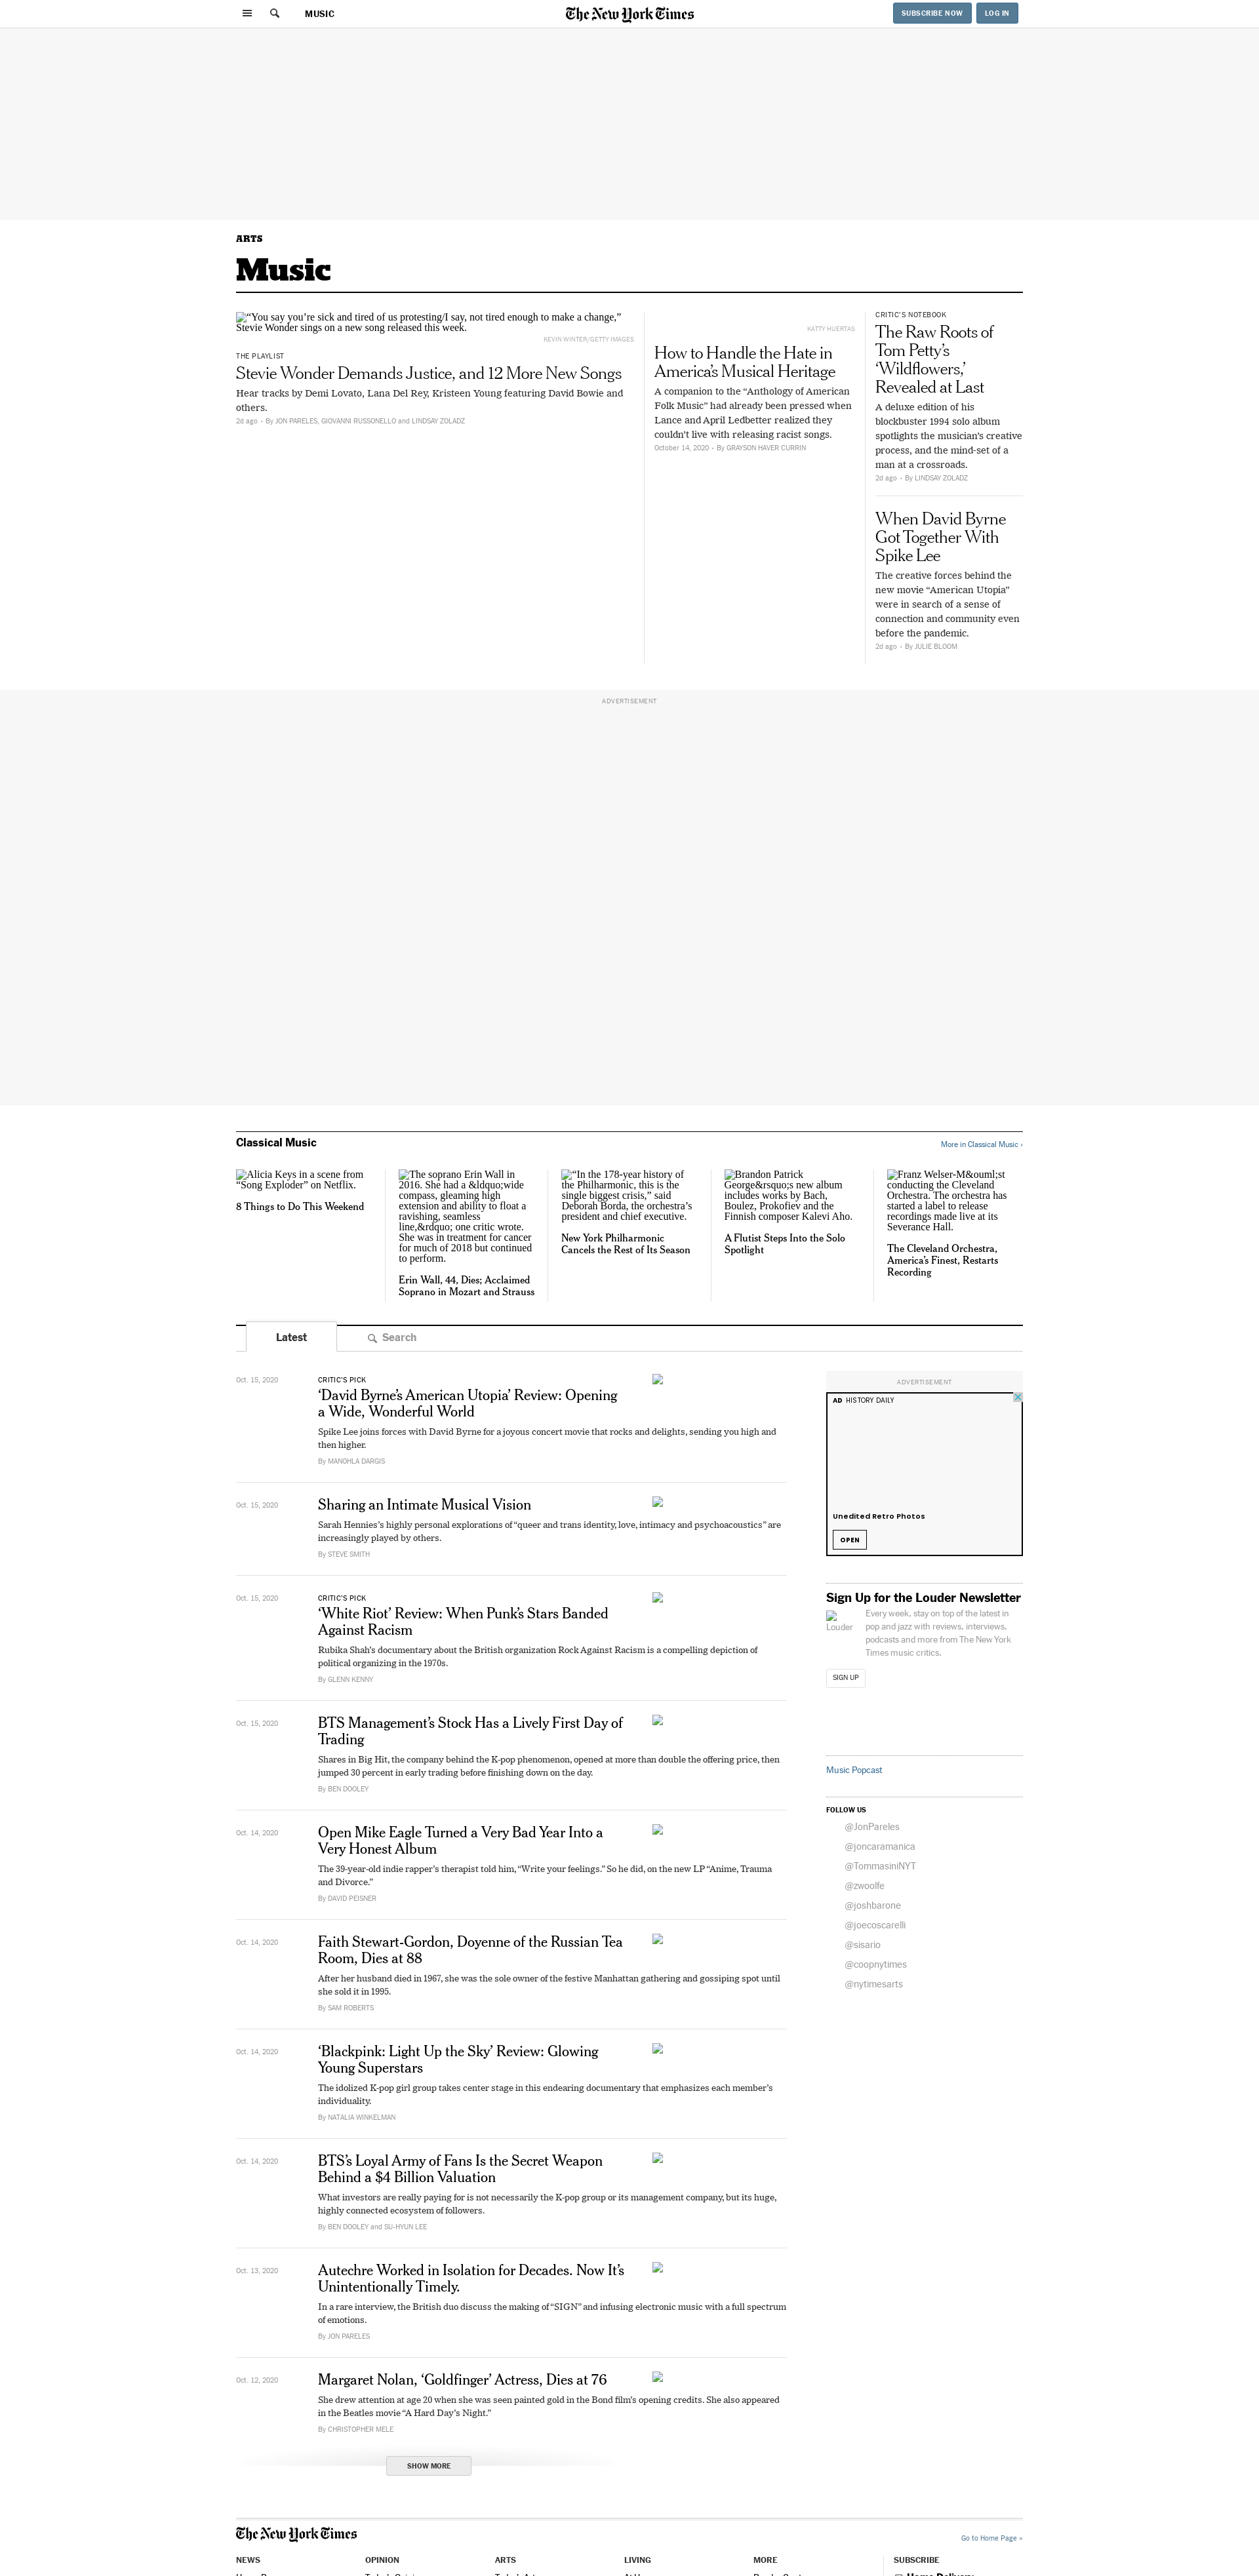 MUSIC
The New York Times
SUBSCRIBE NOW
LOG IN
ARTS
Music
“You say you’re sick and tired of us protesting/I say, not tired enough to make a change,”
Stevie Wonder sings on a new song released this week.
KEVIN WINTER/GETTY IMAGES
THE PLAYLIST
Stevie Wonder Demands Justice, and 12 More New Songs
Hear tracks by Demi Lovato, Lana Del Rey, Kristeen Young featuring David Bowie and
others.
2d ago · By JON PARELES, GIOVANNI RUSSONELLO and LINDSAY ZOLADZ
KATTY HUERTAS
How to Handle the Hate in
America’s Musical Heritage
A companion to the “Anthology of American
Folk Music” had already been pressed when
Lance and April Ledbetter realized they
couldn’t live with releasing racist songs.
October 14, 2020 · By GRAYSON HAVER CURRIN
CRITIC’S NOTEBOOK
The Raw Roots of
Tom Petty’s
‘Wildflowers,’
Revealed at Last
A deluxe edition of his
blockbuster 1994 solo album
spotlights the musician’s creative
process, and the mind-set of a
man at a crossroads.
2d ago · By LINDSAY ZOLADZ
When David Byrne
Got Together With
Spike Lee
The creative forces behind the
new movie “American Utopia”
were in search of a sense of
connection and community even
before the pandemic.
2d ago · By JULIE BLOOM
ADVERTISEMENT
Classical Music
More in Classical Music ›
Alicia Keys in a scene from
“Song Exploder” on Netflix.
8 Things to Do This Weekend
The soprano Erin Wall in
2016. She had a &ldquo;wide
compass, gleaming high
extension and ability to float a
ravishing, seamless
line,&rdquo; one critic wrote.
She was in treatment for cancer
for much of 2018 but continued
to perform.
Erin Wall, 44, Dies; Acclaimed
Soprano in Mozart and Strauss
“In the 178-year history of
the Philharmonic, this is the
single biggest crisis,” said
Deborah Borda, the orchestra’s
president and chief executive.
New York Philharmonic
Cancels the Rest of Its Season
Brandon Patrick
George&rsquo;s new album
includes works by Bach,
Boulez, Prokofiev and the
Finnish composer Kalevi Aho.
A Flutist Steps Into the Solo
Spotlight
Franz Welser-M&ouml;st
conducting the Cleveland
Orchestra. The orchestra has
started a label to release
recordings made live at its
Severance Hall.
The Cleveland Orchestra,
America’s Finest, Restarts
Recording
Latest
Search
Oct. 15, 2020
CRITIC’S PICK
‘David Byrne’s American Utopia’ Review: Opening
a Wide, Wonderful World
Spike Lee joins forces with David Byrne for a joyous concert movie that rocks and delights, sending you high and
then higher.
By MANOHLA DARGIS
Oct. 15, 2020
Sharing an Intimate Musical Vision
Sarah Hennies’s highly personal explorations of “queer and trans identity, love, intimacy and psychoacoustics” are
increasingly played by others.
By STEVE SMITH
Oct. 15, 2020
CRITIC’S PICK
‘White Riot’ Review: When Punk’s Stars Banded
Against Racism
Rubika Shah’s documentary about the British organization Rock Against Racism is a compelling depiction of
political organizing in the 1970s.
By GLENN KENNY
Oct. 15, 2020
BTS Management’s Stock Has a Lively First Day of
Trading
Shares in Big Hit, the company behind the K-pop phenomenon, opened at more than double the offering price, then
jumped 30 percent in early trading before finishing down on the day.
By BEN DOOLEY
Oct. 14, 2020
Open Mike Eagle Turned a Very Bad Year Into a
Very Honest Album
The 39-year-old indie rapper’s therapist told him, “Write your feelings.” So he did, on the new LP “Anime, Trauma
and Divorce.”
By DAVID PEISNER
Oct. 14, 2020
Faith Stewart-Gordon, Doyenne of the Russian Tea
Room, Dies at 88
After her husband died in 1967, she was the sole owner of the festive Manhattan gathering and gossiping spot until
she sold it in 1995.
By SAM ROBERTS
Oct. 14, 2020
‘Blackpink: Light Up the Sky’ Review: Glowing
Young Superstars
The idolized K-pop girl group takes center stage in this endearing documentary that emphasizes each member’s
individuality.
By NATALIA WINKELMAN
Oct. 14, 2020
BTS’s Loyal Army of Fans Is the Secret Weapon
Behind a $4 Billion Valuation
What investors are really paying for is not necessarily the K-pop group or its management company, but its huge,
highly connected ecosystem of followers.
By BEN DOOLEY and SU-HYUN LEE
Oct. 13, 2020
Autechre Worked in Isolation for Decades. Now It’s
Unintentionally Timely.
In a rare interview, the British duo discuss the making of “SIGN” and infusing electronic music with a full spectrum
of emotions.
By JON PARELES
Oct. 12, 2020
Margaret Nolan, ‘Goldfinger’ Actress, Dies at 76
She drew attention at age 20 when she was seen painted gold in the Bond film’s opening credits. She also appeared
in the Beatles movie “A Hard Day’s Night.”
By CHRISTOPHER MELE
SHOW MORE
ADVERTISEMENT
AD HISTORY DAILY
Unedited Retro Photos
OPEN
Sign Up for the Louder Newsletter
Louder
Every week, stay on top of the latest in
pop and jazz with reviews, interviews,
podcasts and more from The New York
Times music critics.
SIGN UP
Music Popcast
FOLLOW US
@JonPareles
@joncaramanica
@TommasiniNYT
@zwoolfe
@joshbarone
@joecoscarelli
@sisario
@coopnytimes
@nytimesarts
The New York Times
Go to Home Page »
NEWS
OPINION
ARTS
LIVING
MORE
SUBSCRIBE